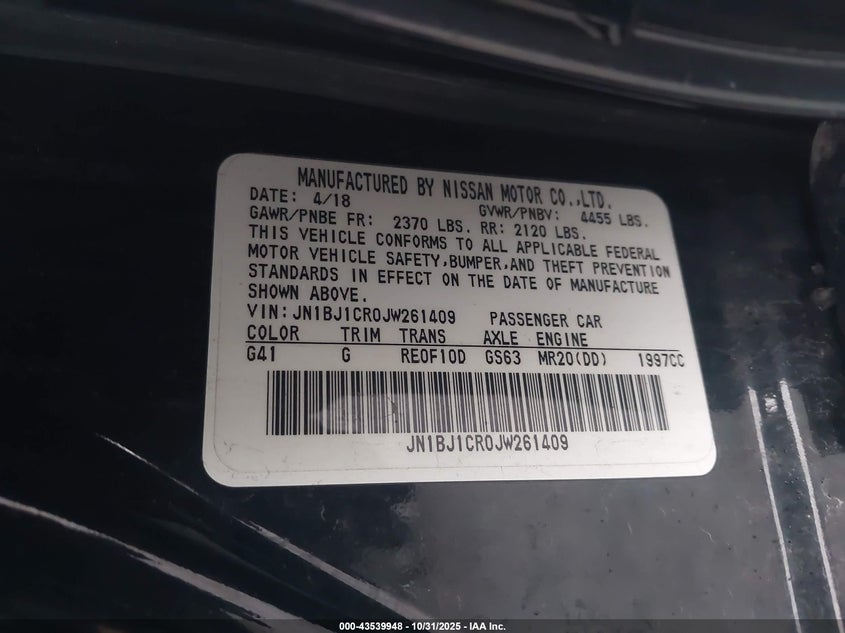 MANUFACTURED BY NISSAN MOTOR CO.,LTD.
DATE: 4/18 GVWR/PNBV: 4455 LBS.
GAWR/PNBE FR: 2370 LBS. RR: 2120 LBS.
THIS VEHICLE CONFORMS TO ALL APPLICABLE FEDERAL
MOTOR VEHICLE SAFETY,BUMPER,AND THEFT PREVENTION
STANDARDS IN EFFECT ON THE DATE OF MANUFACTURE
SHOWN ABOVE.
VIN: JN1BJ1CR0JW261409 PASSENGER CAR
COLOR TRIM TRANS AXLE ENGINE
G41 G RE0F10D GS63 MR20(DD) 1997CC
JN1BJ1CR0JW261409
000-43539948 - 10/31/2025 - IAA Inc.